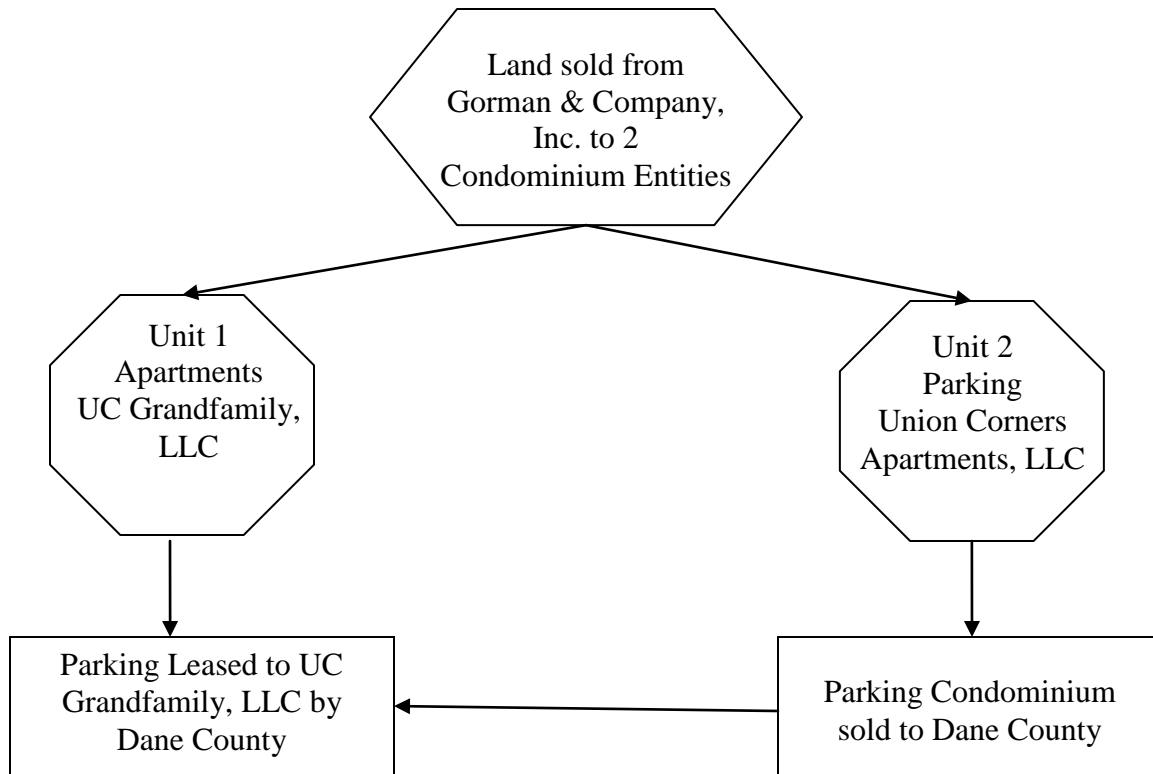 Land sold from
Gorman & Company,
Inc. to 2
Condominium Entities
Unit 1
Apartments
UC Grandfamily,
LLC
Unit 2
Parking
Union Corners
Apartments, LLC
Parking Leased to UC
Grandfamily, LLC by
Dane County
Parking Condominium
sold to Dane County